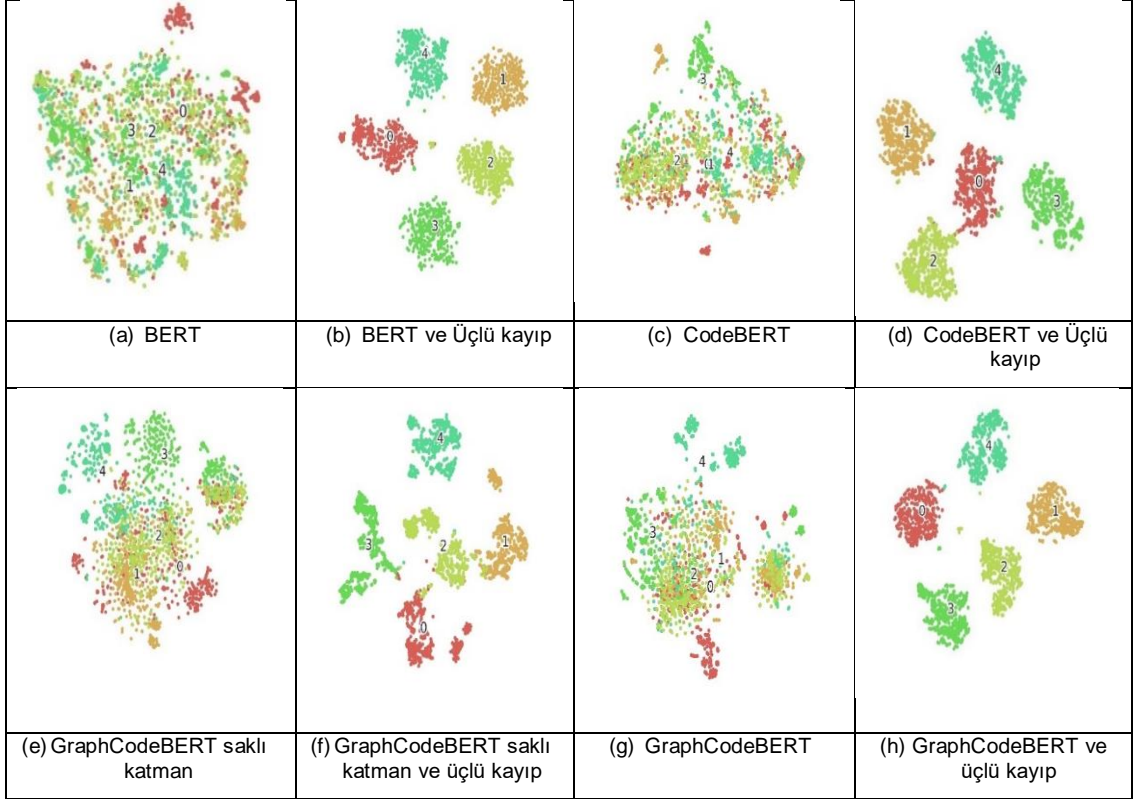 0
3 2
4
1
4
1
0
2
3
3
4
2 1
4
1
0
3
2
(a) BERT
(b) BERT ve Üçlü kayıp
(c) CodeBERT
(d) CodeBERT ve Üçlü
kayıp
3
4
2
0
1
4
1
3 2
0
4
3
1
2
0
4
0 1
2
3
(e) GraphCodeBERT saklı
katman
(f) GraphCodeBERT saklı
katman ve üçlü kayıp
(g) GraphCodeBERT
(h) GraphCodeBERT ve
üçlü kayıp